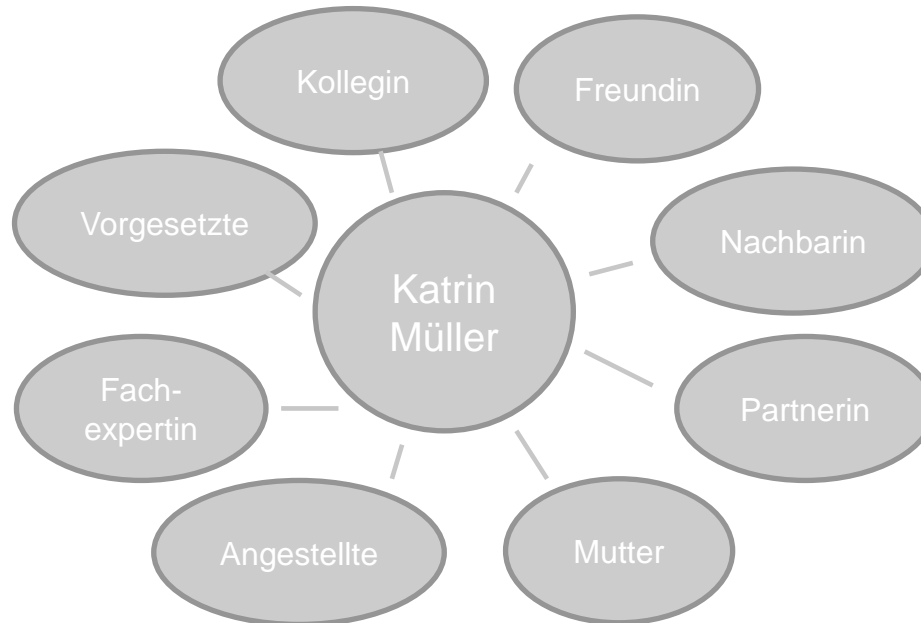 Kollegin
Freundin
Vorgesetzte
Nachbarin
Katrin
Müller
Fach-
expertin
Partnerin
Angestellte
Mutter